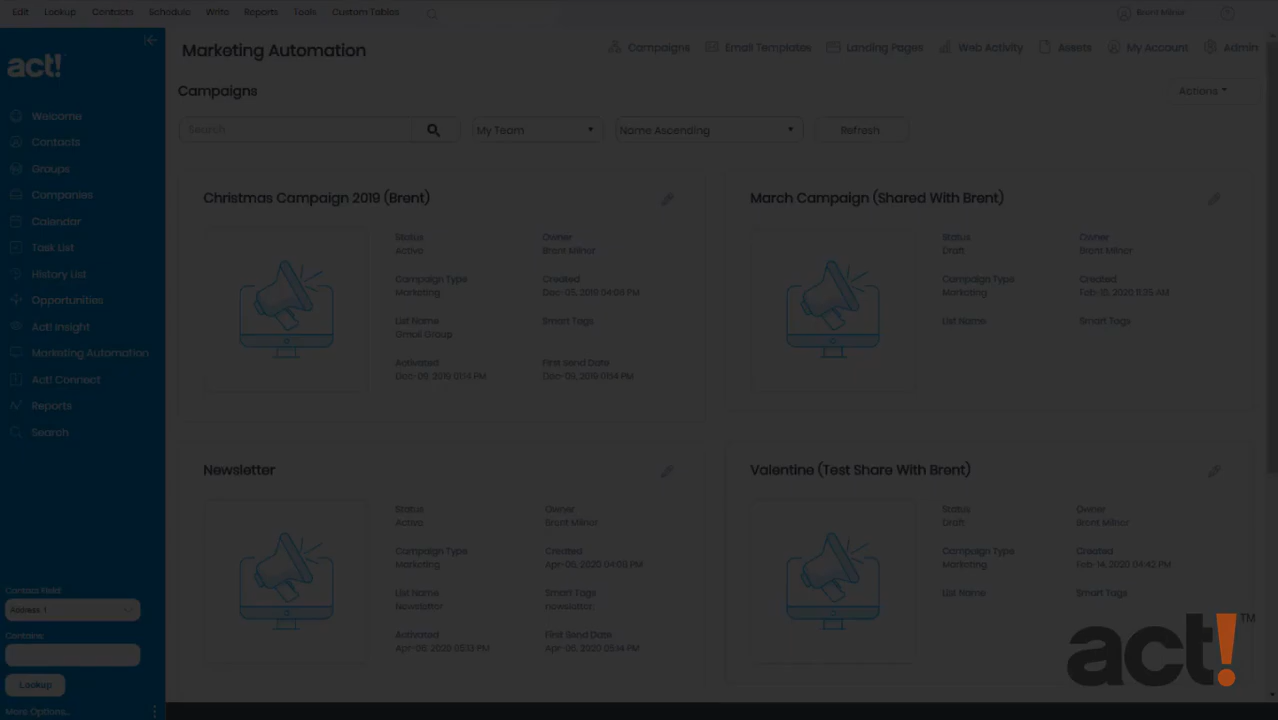 Edit Lookup Contacts Schedule Write Reports Tools Custom Tables Brent Milnor
act!
Marketing Automation
Campaigns Email Templates Landing Pages Web Activity Assets My Account Admin
Campaigns
Actions
Search
My Team
Name Ascending
Refresh
Welcome
Contacts
Groups
Companies
Calendar
Task List
History List
Opportunities
Act! Insight
Marketing Automation
Act! Connect
Reports
Search
Contact Field:
Address 1
Contains:
Lookup
More Options...
Christmas Campaign 2019 (Brent)
Status Owner
Active Brent Milnor
Campaign Type Created
Marketing Dec-05, 2019 04:08 PM
List Name Smart Tags
Gmail Group
Activated First Send Date
Dec-09, 2019 01:14 PM Dec-09, 2019 01:14 PM
March Campaign (Shared With Brent)
Status Owner
Draft Brent Milnor
Campaign Type Created
Marketing Feb-10, 2020 11:35 AM
List Name Smart Tags
Newsletter
Status Owner
Active Brent Milnor
Campaign Type Created
Marketing Apr-06, 2020 04:09 PM
List Name Smart Tags
Newsletter newsletter
Activated First Send Date
Apr-06, 2020 05:13 PM Apr-06, 2020 05:14 PM
Valentine (Test Share With Brent)
Status Owner
Draft Brent Milnor
Campaign Type Created
Marketing Feb-14, 2020 04:42 PM
List Name Smart Tags
act!™